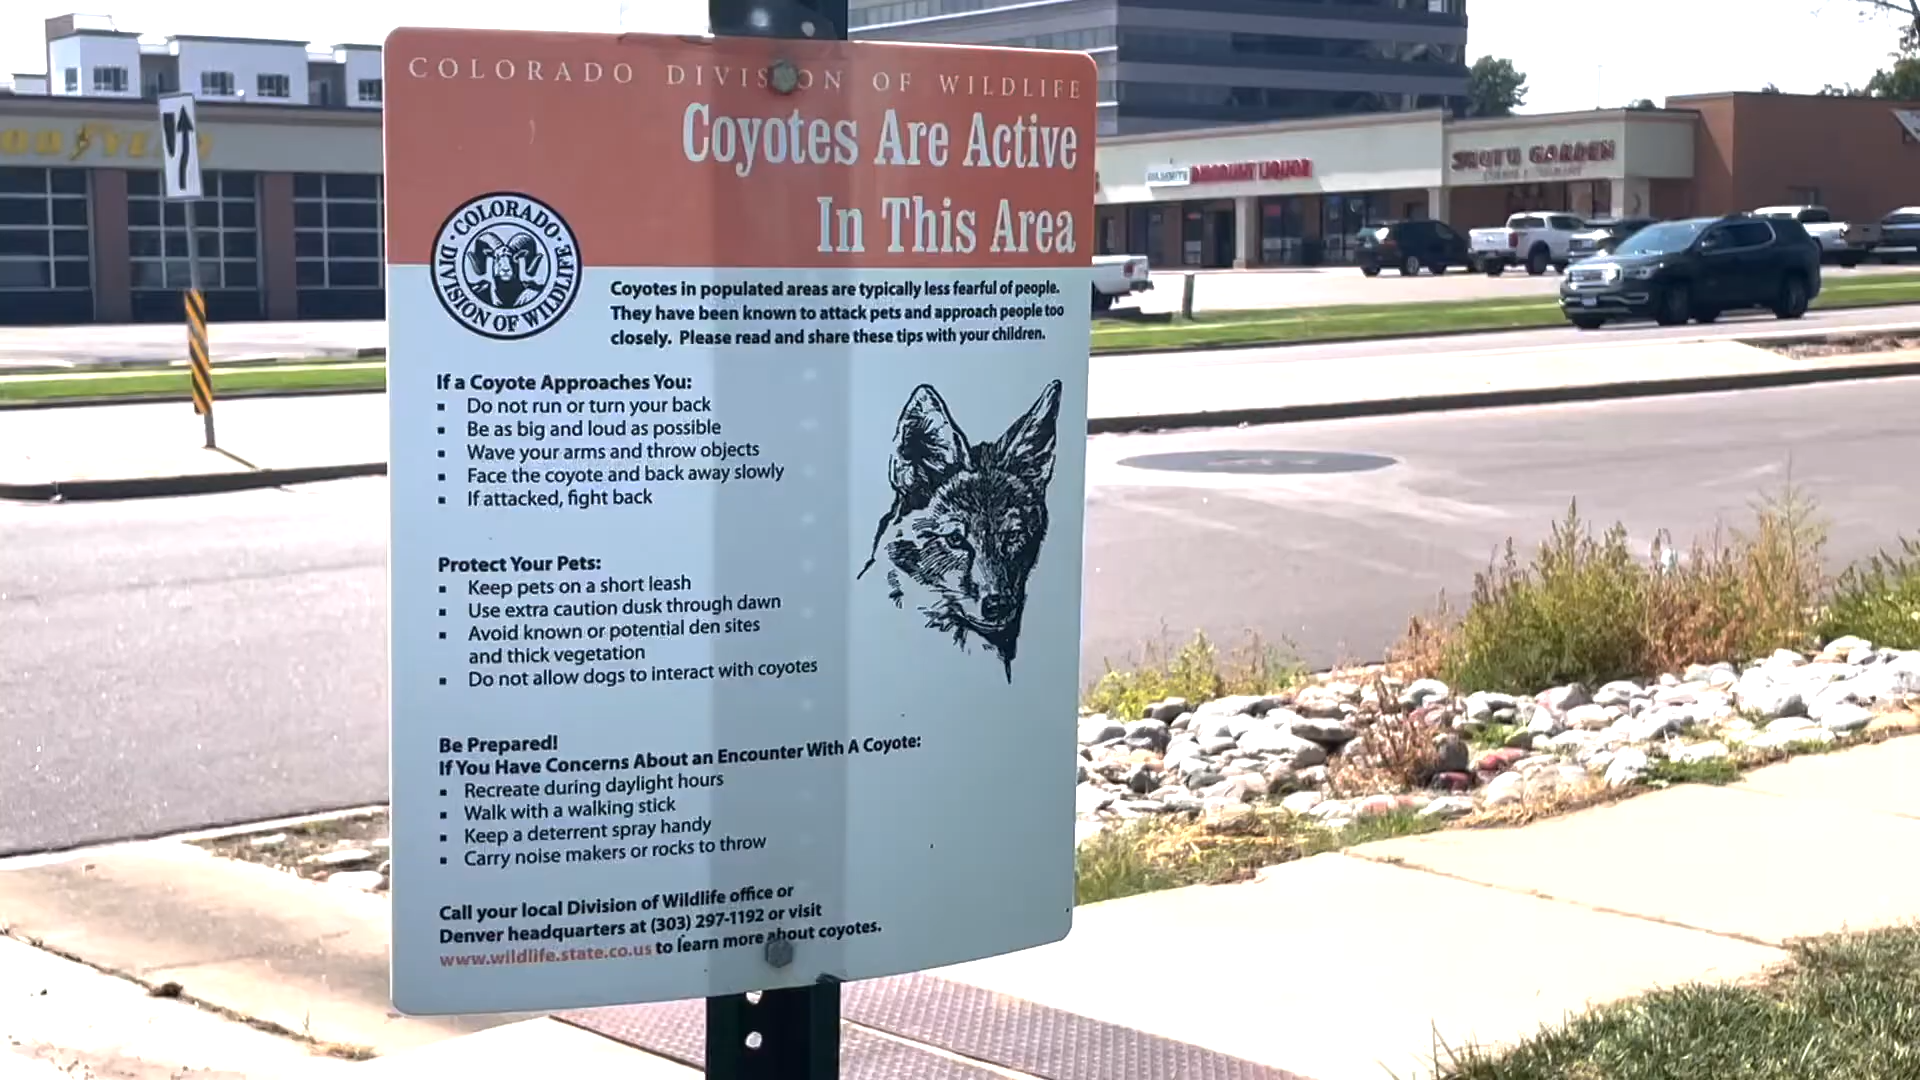 COLORADO DIVISION OF WILDLIFE
Coyotes Are Active
In This Area
COLORADO
DIVISION OF WILDLIFE
Coyotes in populated areas are typically less fearful of people.
They have been known to attack pets and approach people too
closely. Please read and share these tips with your children.
If a Coyote Approaches You:
▪ Do not run or turn your back
▪ Be as big and loud as possible
▪ Wave your arms and throw objects
▪ Face the coyote and back away slowly
▪ If attacked, fight back
Protect Your Pets:
▪ Keep pets on a short leash
▪ Use extra caution dusk through dawn
▪ Avoid known or potential den sites
and thick vegetation
▪ Do not allow dogs to interact with coyotes
Be Prepared!
If You Have Concerns About an Encounter With A Coyote:
▪ Recreate during daylight hours
▪ Walk with a walking stick
▪ Keep a deterrent spray handy
▪ Carry noise makers or rocks to throw
Call your local Division of Wildlife office or
Denver headquarters at (303) 297-1192 or visit
www.wildlife.state.co.us to learn more about coyotes.
DISCOUNT LIQUOR
GARDEN